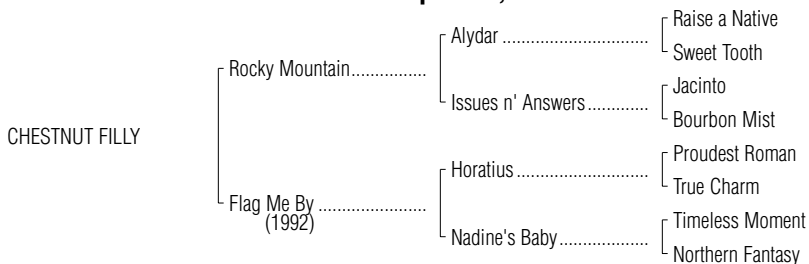 Raise a Native
Alydar ................................
Sweet Tooth
Rocky Mountain................
Jacinto
Issues n' Answers.............
Bourbon Mist
CHESTNUT FILLY
Proudest Roman
Horatius ............................
True Charm
Flag Me By .......................
(1992)
Timeless Moment
Nadine's Baby...................
Northern Fantasy